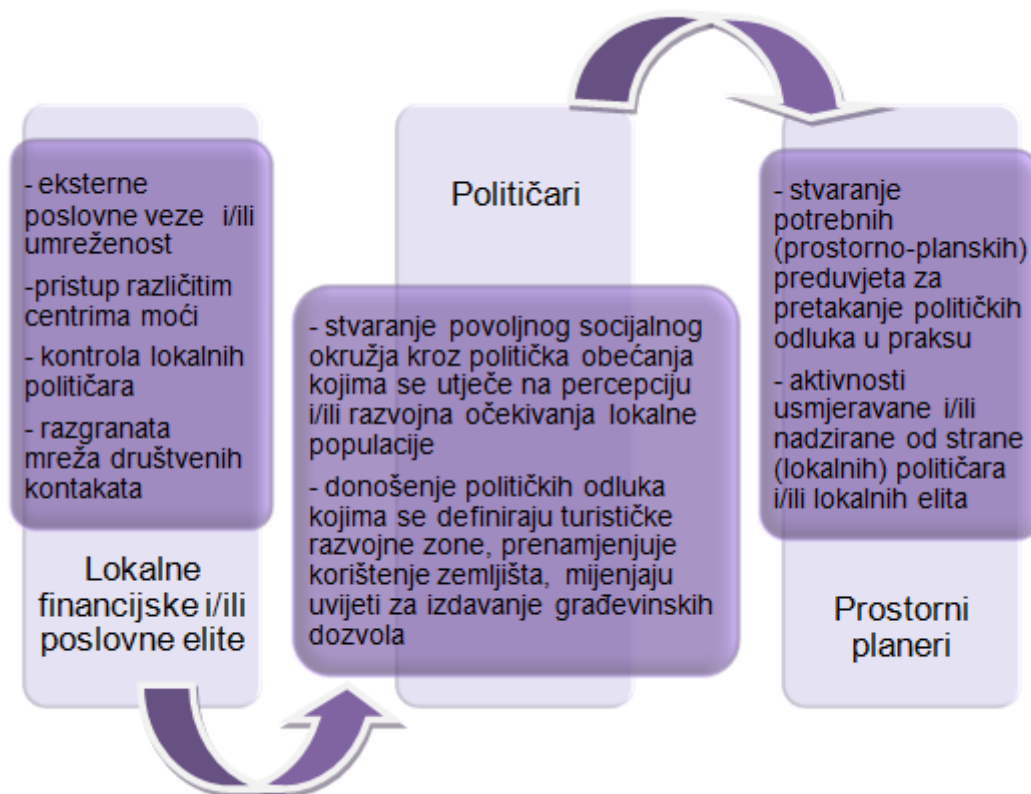 - eksterne
poslovne veze i/ili
umreženost
-pristup različitim
centrima moći
- kontrola lokalnih
političara
- razgranata
mreža društvenih
kontakata
Lokalne
financijske i/ili
poslovne elite
Političari
- stvaranje povoljnog socijalnog
okružja kroz politička obećanja
kojima se utječe na percepciju
i/ili razvojna očekivanja lokalne
populacije
- donošenje političkih odluka
kojima se definiraju turističke
razvojne zone, prenamjenjuje
korištenje zemljišta, mijenjaju
uvijeti za izdavanje građevinskih
dozvola
- stvaranje
potrebnih
(prostorno-planskih)
preduvjeta za
pretakanje političkih
odluka u praksu
- aktivnosti
usmjeravane i/ili
nadzirane od strane
(lokalnih) političara
i/ili lokalnih elita
Prostorni
planeri